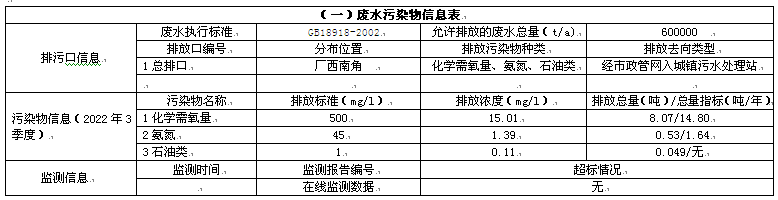 （一）废水污染物信息表
排污口信息 废水执行标准 GB18918-2002 允许排放的废水总量（t/a） 600000
排放口编号 分布位置 排放污染物种类 排放去向类型
1 总排口 厂西南角 化学需氧量、氨氮、石油类 经市政管网入城镇污水处理站
污染物信息（2022 年 3 季度） 污染物名称 排放标准（mg/l） 排放浓度（mg/l） 排放总量（吨）/总量指标（吨/年）
1 化学需氧量 500 15.01 8.07/14.80
2 氨氮 45 1.39 0.53/1.64
3 石油类 1 0.11 0.049/无
监测信息 监测时间 监测报告编号 超标情况
在线监测数据 无